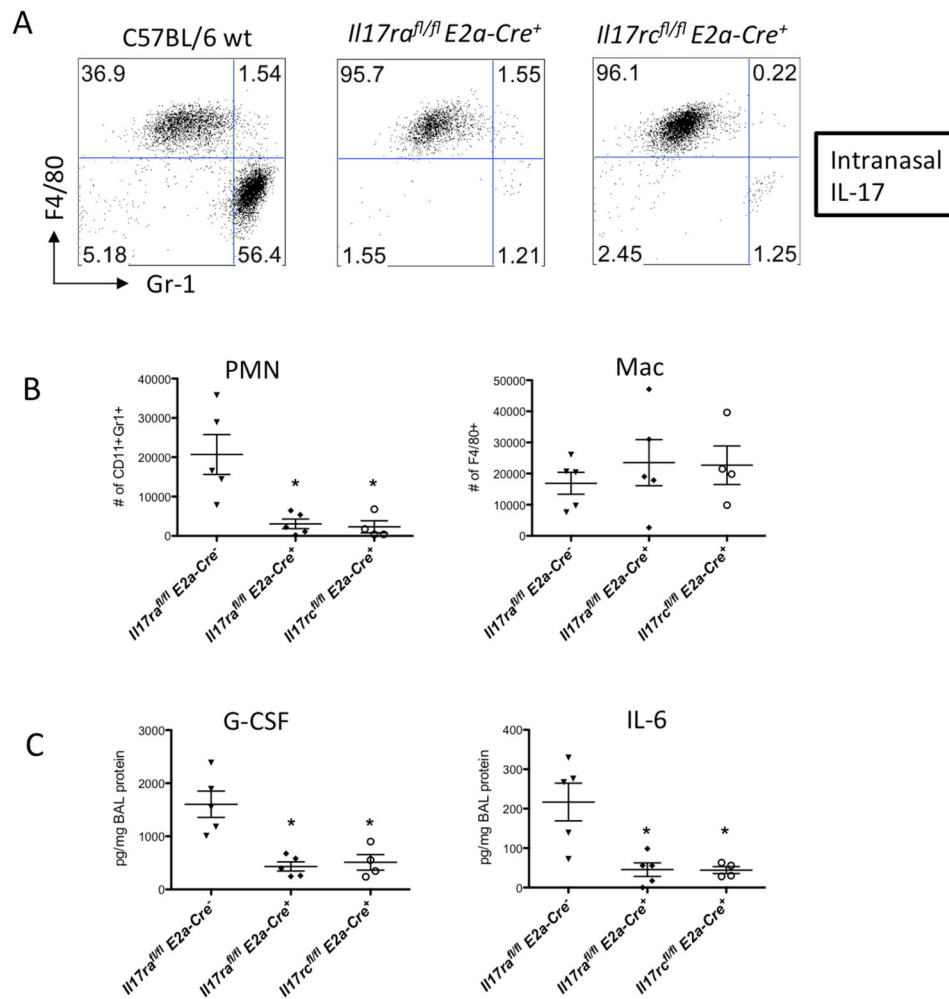 A
C57BL/6 wt
Il17ra^fl/fl E2a-Cre^+
Il17rc^fl/fl E2a-Cre^+
36.9
1.54
5.18
56.4
95.7
1.55
1.55
1.21
96.1
0.22
2.45
1.25
F4/80
Gr-1
Intranasal
IL-17
B
PMN
# of CD11+Gr1+
40000
30000
20000
10000
0
*
*
Il17ra^fl/fl E2a-Cre^-
Il17ra^fl/fl E2a-Cre^+
Il17rc^fl/fl E2a-Cre^+
Mac
# of F4/80+
50000
40000
30000
20000
10000
0
Il17ra^fl/fl E2a-Cre^-
Il17ra^fl/fl E2a-Cre^+
Il17rc^fl/fl E2a-Cre^+
C
G-CSF
pg/mg BAL protein
3000
2000
1000
0
*
*
Il17ra^fl/fl E2a-Cre^-
Il17ra^fl/fl E2a-Cre^+
Il17rc^fl/fl E2a-Cre^+
IL-6
pg/mg BAL protein
400
300
200
100
0
*
*
Il17ra^fl/fl E2a-Cre^-
Il17ra^fl/fl E2a-Cre^+
Il17rc^fl/fl E2a-Cre^+